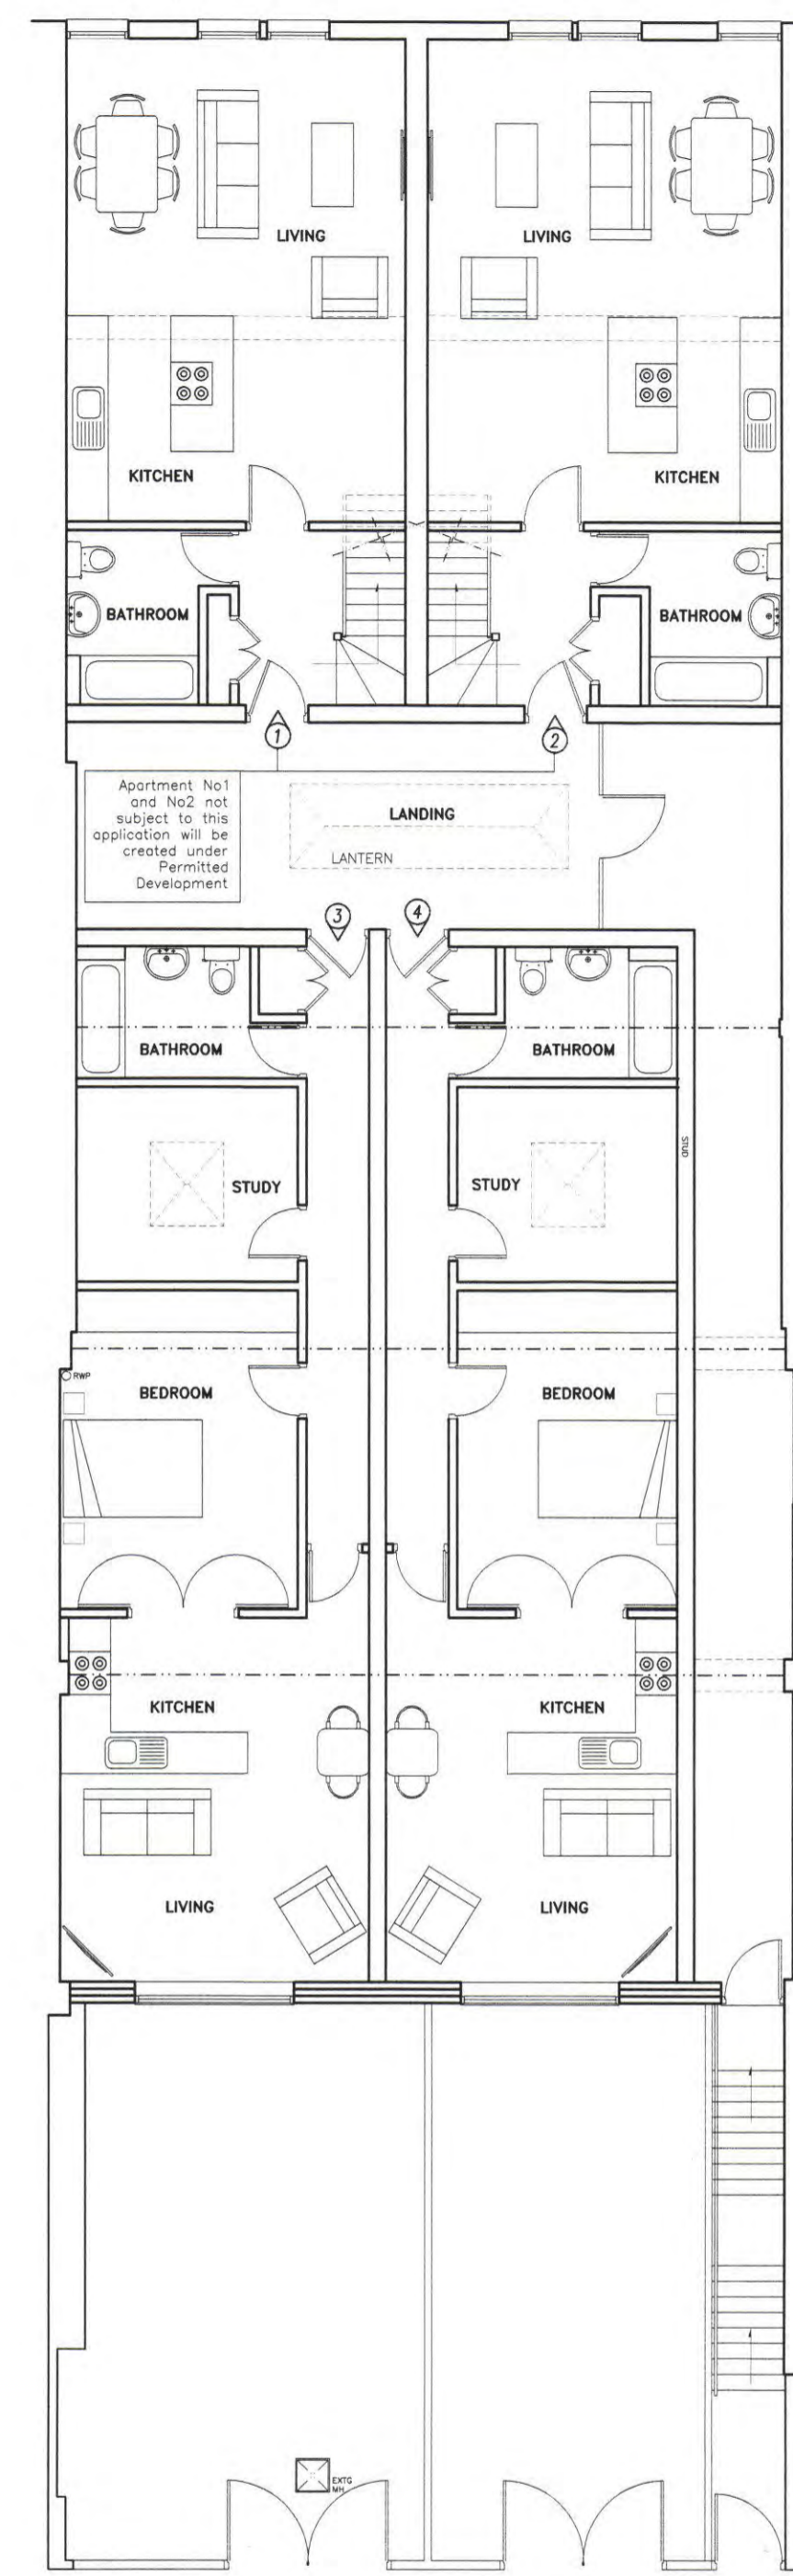 LIVING
LIVING
KITCHEN
KITCHEN
BATHROOM
BATHROOM
1
2
Apartment No1
and No2 not
subject to this
application will be
created under
Permitted
Development
LANDING
LANTERN
3
4
BATHROOM
BATHROOM
STUD
STUDY
STUDY
RWP
BEDROOM
BEDROOM
KITCHEN
KITCHEN
LIVING
LIVING
EXTG
MH